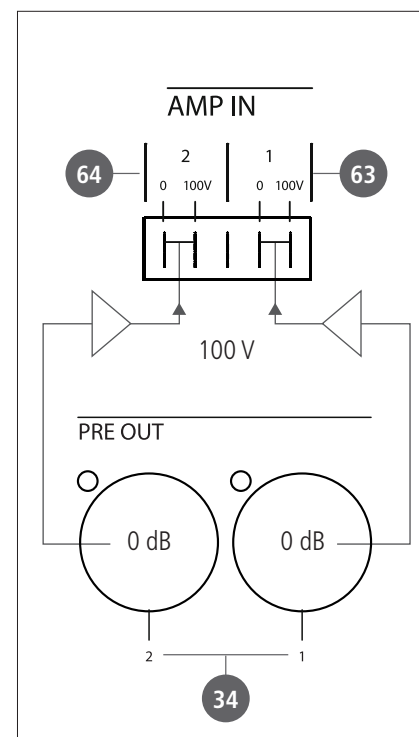 AMP IN
64 2 1 63
0 100V 0 100V
100 V
PRE OUT
0 dB 0 dB
2 1
34